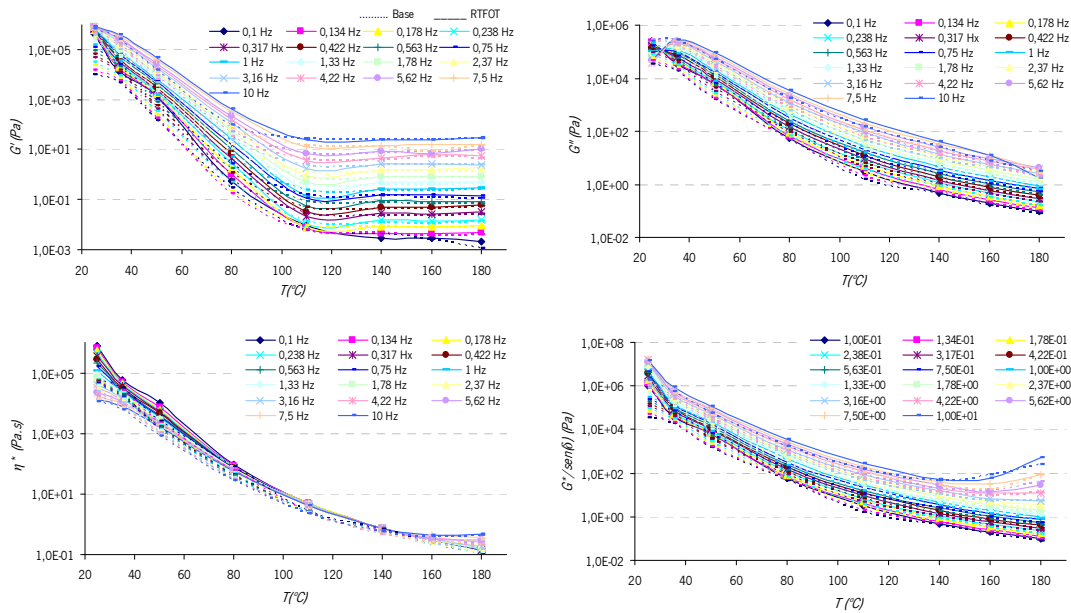 Base RTFOT
0,1 Hz 0,134 Hz 0,178 Hz 0,238 Hz
0,317 Hx 0,422 Hz 0,563 Hz 0,75 Hz
1 Hz 1,33 Hz 1,78 Hz 2,37 Hz
3,16 Hz 4,22 Hz 5,62 Hz 7,5 Hz
10 Hz
1,0E+05
1,0E+03
1,0E+01
1,0E-01
1,0E-03
G'(Pa)
20 40 60 80 100 120 140 160 180
T(°C)
0,1 Hz 0,134 Hz 0,178 Hz
0,238 Hz 0,317 Hx 0,422 Hz
0,563 Hz 0,75 Hz 1 Hz
1,33 Hz 1,78 Hz 2,37 Hz
3,16 Hz 4,22 Hz 5,62 Hz
7,5 Hz 10 Hz
1,0E+06
1,0E+04
1,0E+02
1,0E+00
1,0E-02
G"(Pa)
20 40 60 80 100 120 140 160 180
T(°C)
0,1 Hz 0,134 Hz 0,178 Hz
0,238 Hz 0,317 Hx 0,422 Hz
0,563 Hz 0,75 Hz 1 Hz
1,33 Hz 1,78 Hz 2,37 Hz
3,16 Hz 4,22 Hz 5,62 Hz
7,5 Hz 10 Hz
1,0E+05
1,0E+03
1,0E+01
1,0E-01
η* (Pa.s)
20 40 60 80 100 120 140 160 180
T(°C)
1,00E-01 1,34E-01 1,78E-01
2,38E-01 3,17E-01 4,22E-01
5,63E-01 7,50E-01 1,00E+00
1,33E+00 1,78E+00 2,37E+00
3,16E+00 4,22E+00 5,62E+00
7,50E+00 1,00E+01
1,0E+08
1,0E+06
1,0E+04
1,0E+02
1,0E+00
1,0E-02
G*/sen(δ) (Pa)
20 40 60 80 100 120 140 160 180
T (°C)